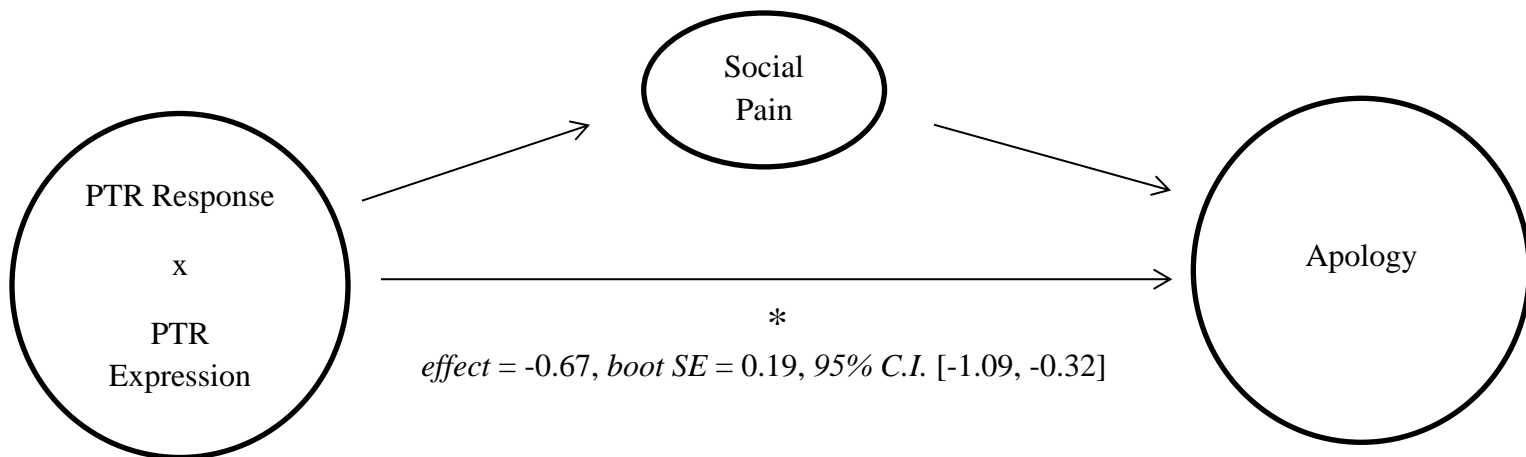 Social
Pain
PTR Response
x
PTR
Expression
Apology
*
effect = -0.67, boot SE = 0.19, 95% C.I. [-1.09, -0.32]